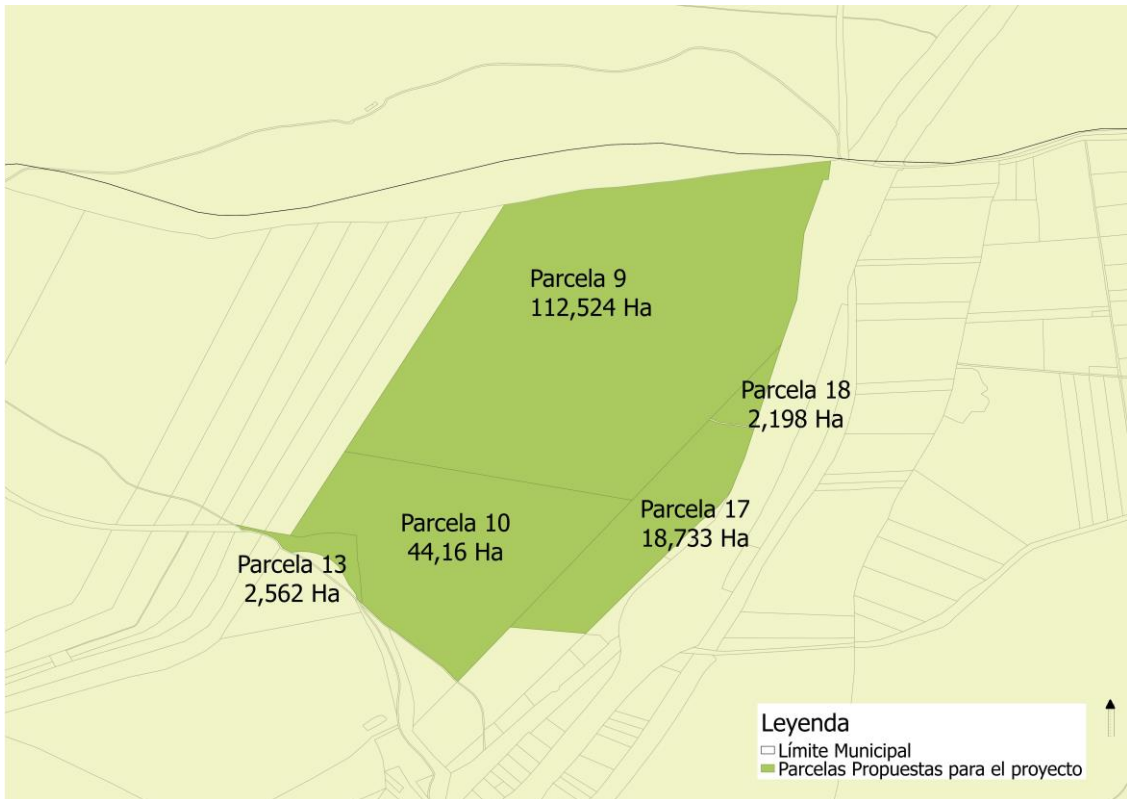 Parcela 9
112,524 Ha
Parcela 18
2,198 Ha
Parcela 17
18,733 Ha
Parcela 10
44,16 Ha
Parcela 13
2,562 Ha
Leyenda
Límite Municipal
Parcelas Propuestas para el proyecto